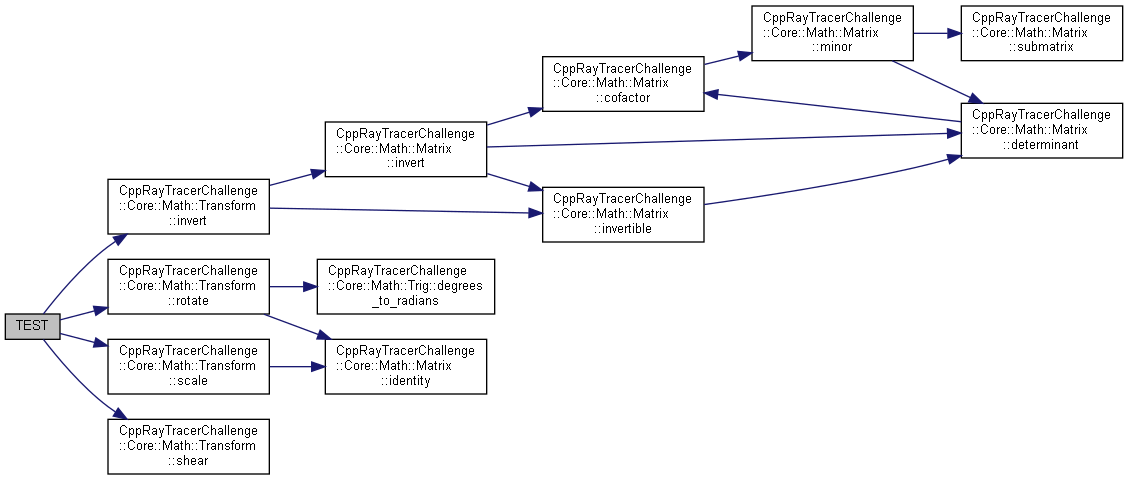 TEST
CppRayTracerChallenge
::Core::Math::Transform
::invert
CppRayTracerChallenge
::Core::Math::Transform
::rotate
CppRayTracerChallenge
::Core::Math::Transform
::scale
CppRayTracerChallenge
::Core::Math::Transform
::shear
CppRayTracerChallenge
::Core::Math::Matrix
::invert
CppRayTracerChallenge
::Core::Math::Trig::degrees
_to_radians
CppRayTracerChallenge
::Core::Math::Matrix
::identity
CppRayTracerChallenge
::Core::Math::Matrix
::cofactor
CppRayTracerChallenge
::Core::Math::Matrix
::invertible
CppRayTracerChallenge
::Core::Math::Matrix
::minor
CppRayTracerChallenge
::Core::Math::Matrix
::submatrix
CppRayTracerChallenge
::Core::Math::Matrix
::determinant